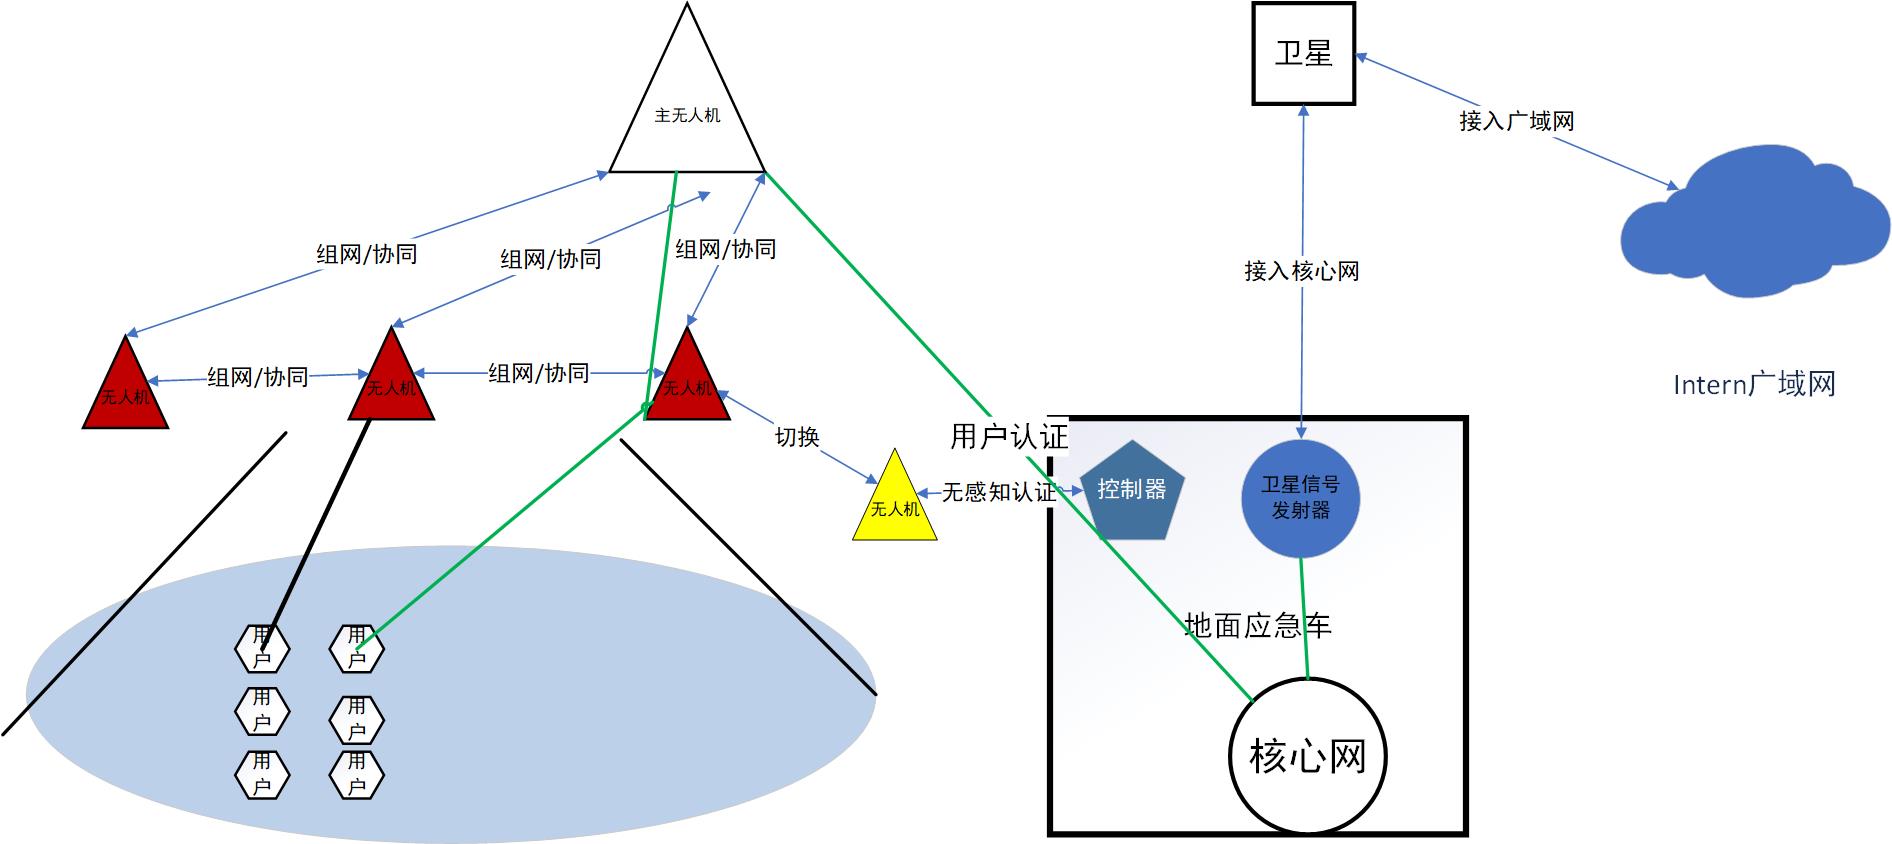 卫星
主无人机
接入广域网
组网/协同
组网/协同
组网/协同
接入核心网
无人机
组网/协同
无人机
组网/协同
无人机
Intern广域网
切换
用户认证
无人机
无感知认证
控制器
卫星信号
发射器
地面应急车
用
户
用
户
用
户
用
户
用
户
用
户
核心网